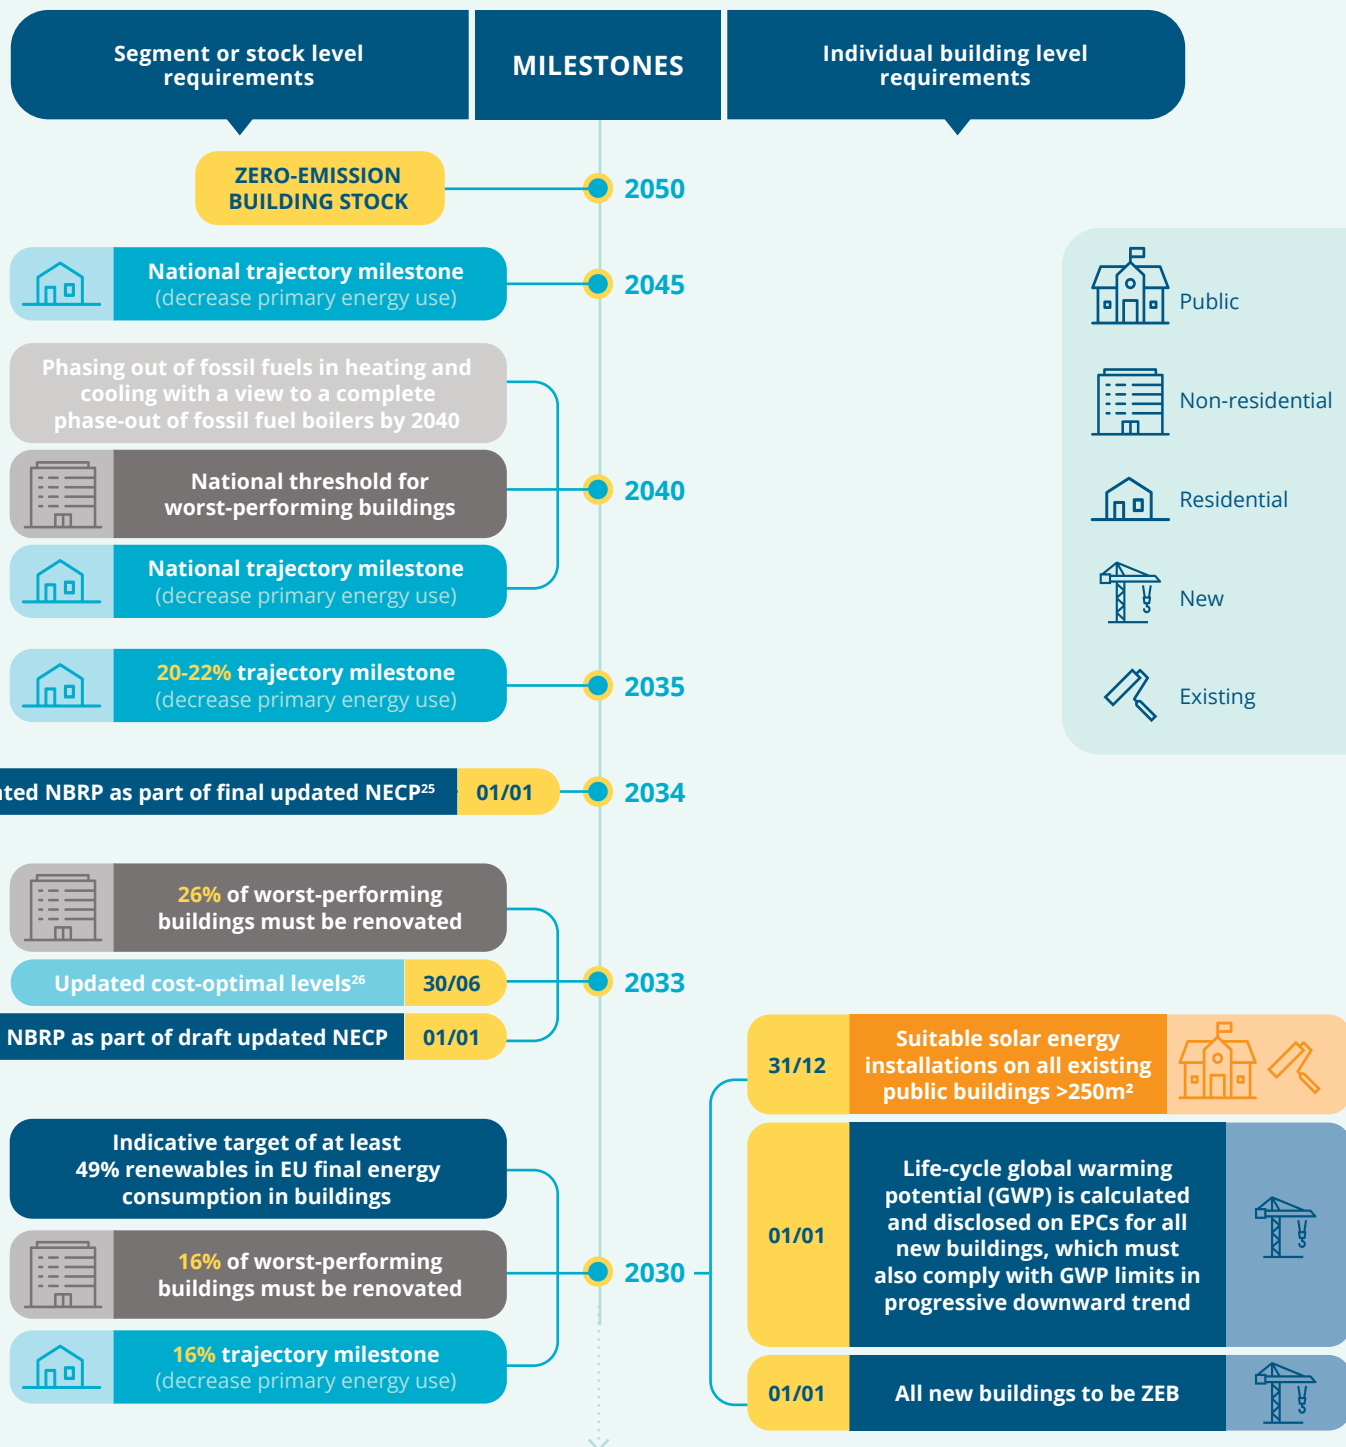 Segment or stock level
requirements
MILESTONES
Individual building level
requirements
ZERO-EMISSION
BUILDING STOCK
2050
National trajectory milestone
(decrease primary energy use)
2045
Phasing out of fossil fuels in heating and
cooling with a view to a complete
phase-out of fossil fuel boilers by 2040
National threshold for
worst-performing buildings
2040
National trajectory milestone
(decrease primary energy use)
20-22% trajectory milestone
(decrease primary energy use)
2035
NBRP as part of final updated NECP²⁵
01/01
2034
26% of worst-performing
buildings must be renovated
Updated cost-optimal levels²⁶
30/06
2033
NBRP as part of draft updated NECP
01/01
Indicative target of at least
49% renewables in EU final energy
consumption in buildings
16% of worst-performing
buildings must be renovated
2030
16% trajectory milestone
(decrease primary energy use)
31/12
Suitable solar energy
installations on all existing
public buildings >250m²
01/01
Life-cycle global warming
potential (GWP) is calculated
and disclosed on EPCs for all
new buildings, which must
also comply with GWP limits in
progressive downward trend
01/01
All new buildings to be ZEB
Public
Non-residential
Residential
New
Existing